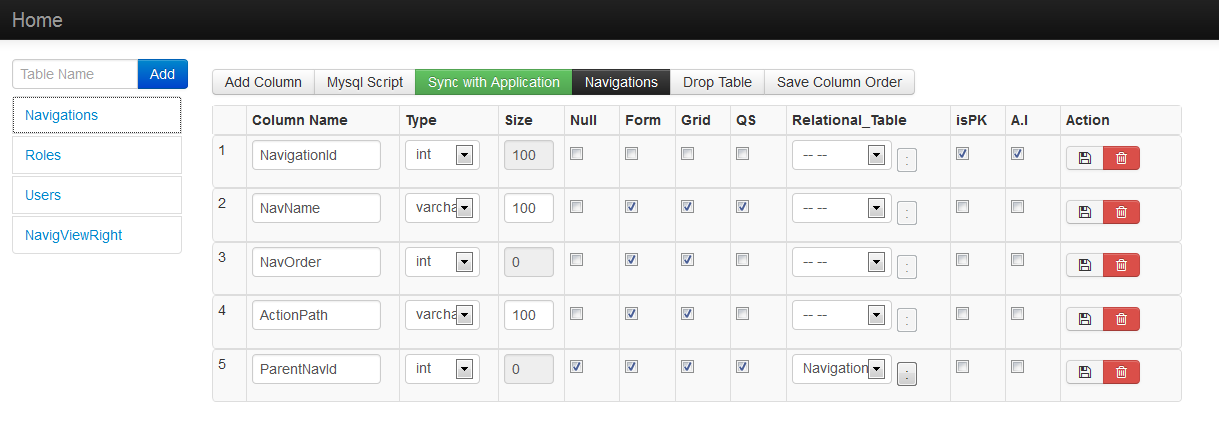 Home
Table Name Add
Navigations
Roles
Users
NavigViewRight
Add Column Mysql Script Sync with Application Navigations Drop Table Save Column Order
Column Name Type Size Null Form Grid QS Relational_Table isPK A.I Action
1 NavigationId int 100 -- -- :
2 NavName varcha 100 -- -- :
3 NavOrder int 0 -- -- :
4 ActionPath varcha 100 -- -- :
5 ParentNavId int 0 Navigation :